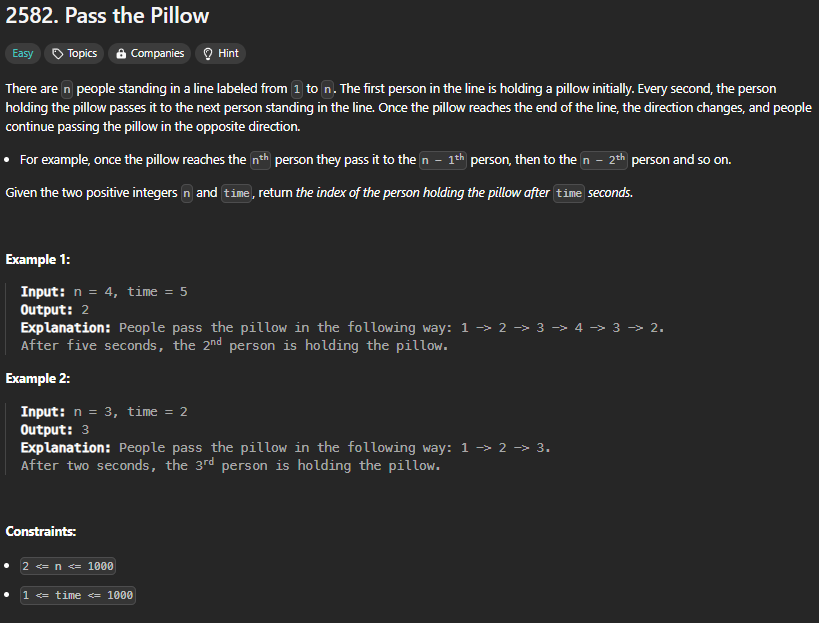 2582. Pass the Pillow
Easy Topics Companies Hint
There are n people standing in a line labeled from 1 to n. The first person in the line is holding a pillow initially. Every second, the person
holding the pillow passes it to the next person standing in the line. Once the pillow reaches the end of the line, the direction changes, and people
continue passing the pillow in the opposite direction.
• For example, once the pillow reaches the nth person they pass it to the n - 1th person, then to the n - 2th person and so on.
Given the two positive integers n and time, return the index of the person holding the pillow after time seconds.
Example 1:
Input: n = 4, time = 5
Output: 2
Explanation: People pass the pillow in the following way: 1 -> 2 -> 3 -> 4 -> 3 -> 2.
After five seconds, the 2nd person is holding the pillow.
Example 2:
Input: n = 3, time = 2
Output: 3
Explanation: People pass the pillow in the following way: 1 -> 2 -> 3.
After two seconds, the 3rd person is holding the pillow.
Constraints:
• 2 <= n <= 1000
• 1 <= time <= 1000